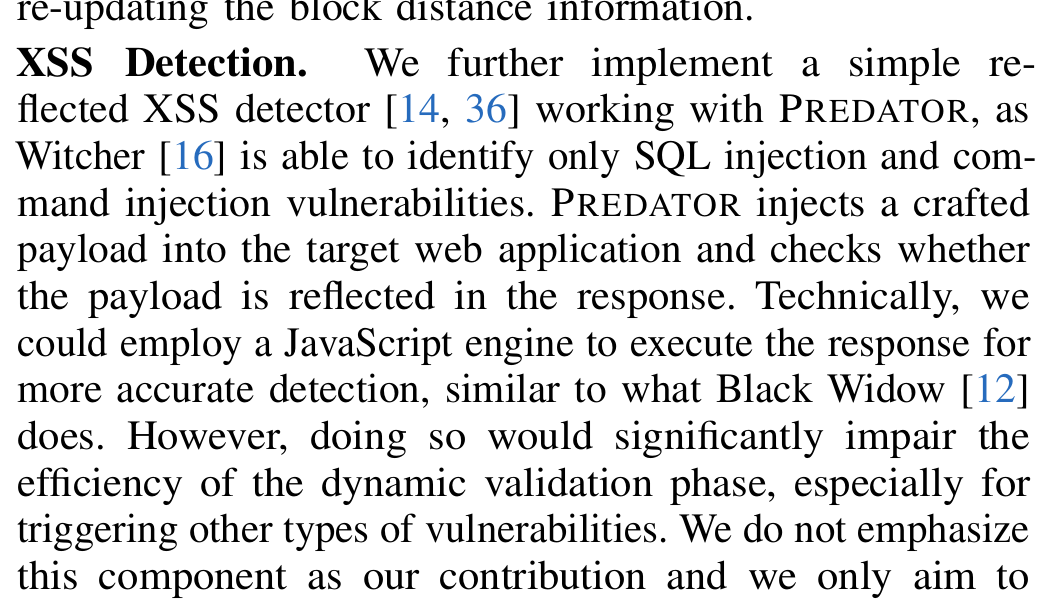 re-updating the block distance information.
XSS Detection. We further implement a simple re-
flected XSS detector [14, 36] working with PREDATOR, as
Witcher [16] is able to identify only SQL injection and com-
mand injection vulnerabilities. PREDATOR injects a crafted
payload into the target web application and checks whether
the payload is reflected in the response. Technically, we
could employ a JavaScript engine to execute the response for
more accurate detection, similar to what Black Widow [12]
does. However, doing so would significantly impair the
efficiency of the dynamic validation phase, especially for
triggering other types of vulnerabilities. We do not emphasize
this component as our contribution and we only aim to